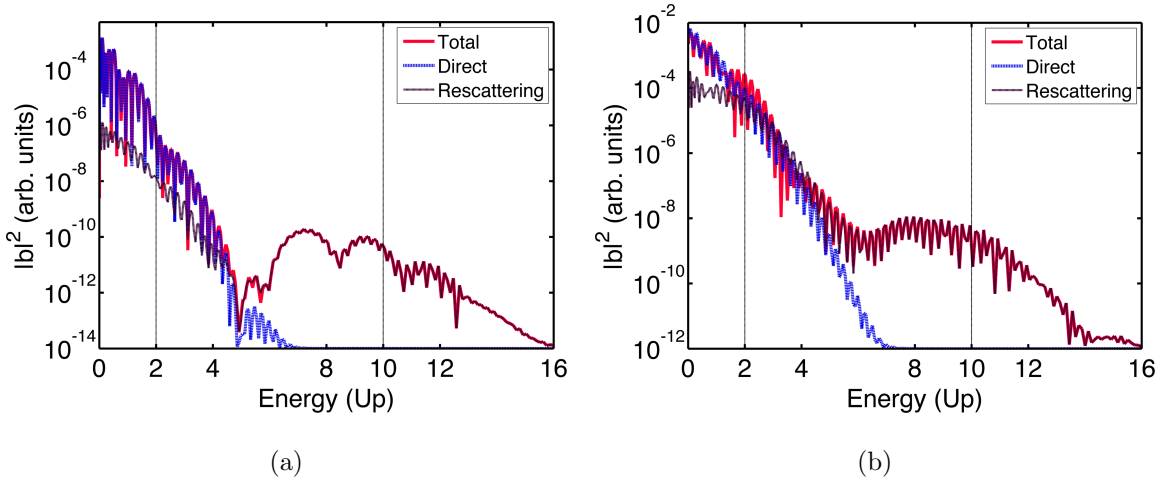 Total
Direct
Rescattering
10^-4
10^-6
10^-8
10^-10
10^-12
10^-14
|b|^2 (arb. units)
0 2 4 6 8 10 12 16
Energy (Up)
(a)
10^-2
Total
Direct
Rescattering
10^-4
10^-6
10^-8
10^-10
10^-12
|b|^2 (arb. units)
0 2 4 6 8 10 12 16
Energy (Up)
(b)